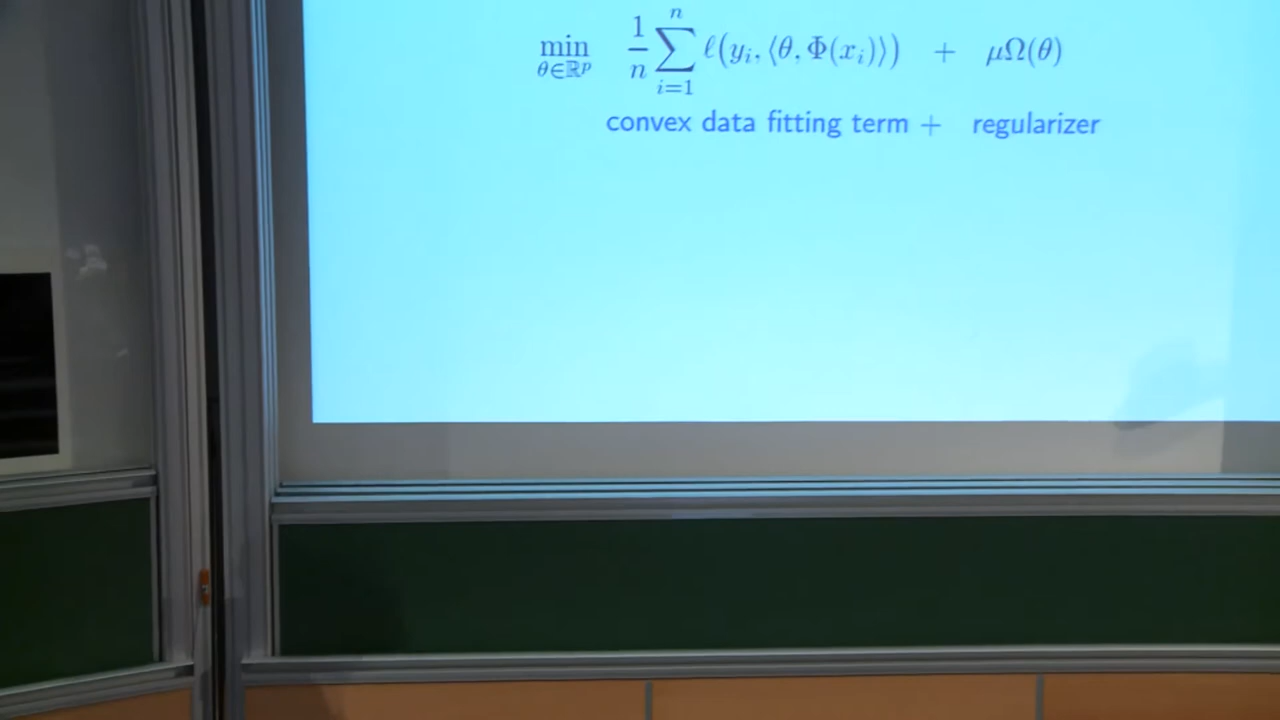 min_{θ∈ℝ^p} 1/n ∑_{i=1}^{n} ℓ(y_i, ⟨θ, Φ(x_i)⟩) + μΩ(θ)
convex data fitting term + regularizer